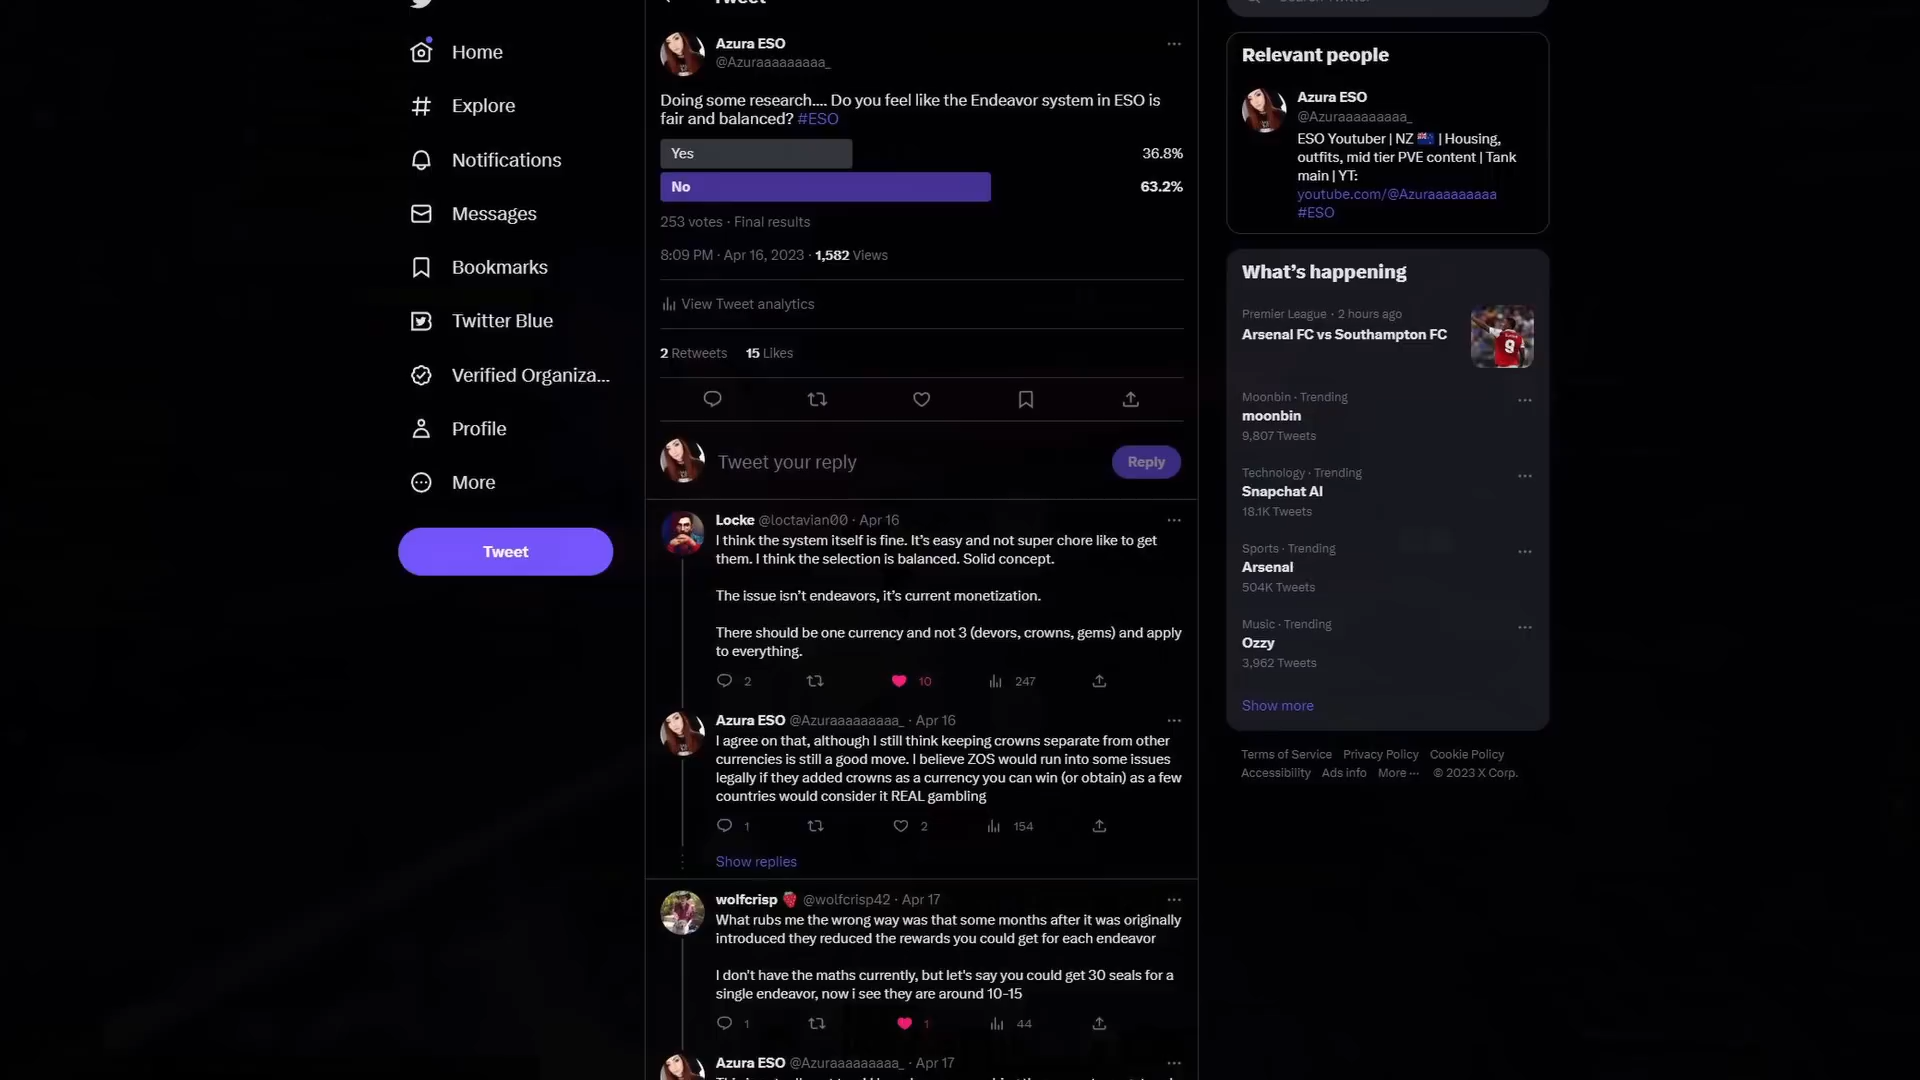 Home
Explore
Notifications
Messages
Bookmarks
Twitter Blue
Verified Organiza...
Profile
More
Tweet
Tweet
Azura ESO
@Azuraaaaaaaaa_
Doing some research.... Do you feel like the Endeavor system in ESO is
fair and balanced? #ESO
Yes 36.8%
No 63.2%
253 votes · Final results
8:09 PM · Apr 16, 2023 · 1,582 Views
View Tweet analytics
2 Retweets 15 Likes
Tweet your reply
Reply
Locke @loctavian00 · Apr 16
I think the system itself is fine. It’s easy and not super chore like to get
them. I think the selection is balanced. Solid concept.
The issue isn’t endeavors, it’s current monetization.
There should be one currency and not 3 (devors, crowns, gems) and apply
to everything.
2 10 247
Azura ESO @Azuraaaaaaaaa_ · Apr 16
I agree on that, although I still think keeping crowns separate from other
currencies is still a good move. I believe ZOS would run into some issues
legally if they added crowns as a currency you can win (or obtain) as a few
countries would consider it REAL gambling
1 2 154
Show replies
wolfcrisp @wolfcrisp42 · Apr 17
What rubs me the wrong way was that some months after it was originally
introduced they reduced the rewards you could get for each endeavor
I don't have the maths currently, but let's say you could get 30 seals for a
single endeavor, now i see they are around 10-15
1 1 44
Azura ESO @Azuraaaaaaaaa_ · Apr 17
Search Twitter
Relevant people
Azura ESO
@Azuraaaaaaaaa_
ESO Youtuber | NZ | Housing,
outfits, mid tier PVE content | Tank
main | YT:
youtube.com/@Azuraaaaaaaaa
#ESO
What’s happening
Premier League · 2 hours ago
Arsenal FC vs Southampton FC
Moonbin · Trending
moonbin
9,807 Tweets
Technology · Trending
Snapchat AI
18.1K Tweets
Sports · Trending
Arsenal
504K Tweets
Music · Trending
Ozzy
3,962 Tweets
Show more
Terms of Service Privacy Policy Cookie Policy
Accessibility Ads info More ··· © 2023 X Corp.